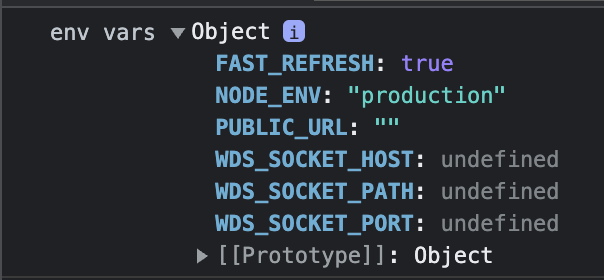 env vars ▼Object i
FAST_REFRESH: true
NODE_ENV: "production"
PUBLIC_URL: ""
WDS_SOCKET_HOST: undefined
WDS_SOCKET_PATH: undefined
WDS_SOCKET_PORT: undefined
▶[[Prototype]]: Object